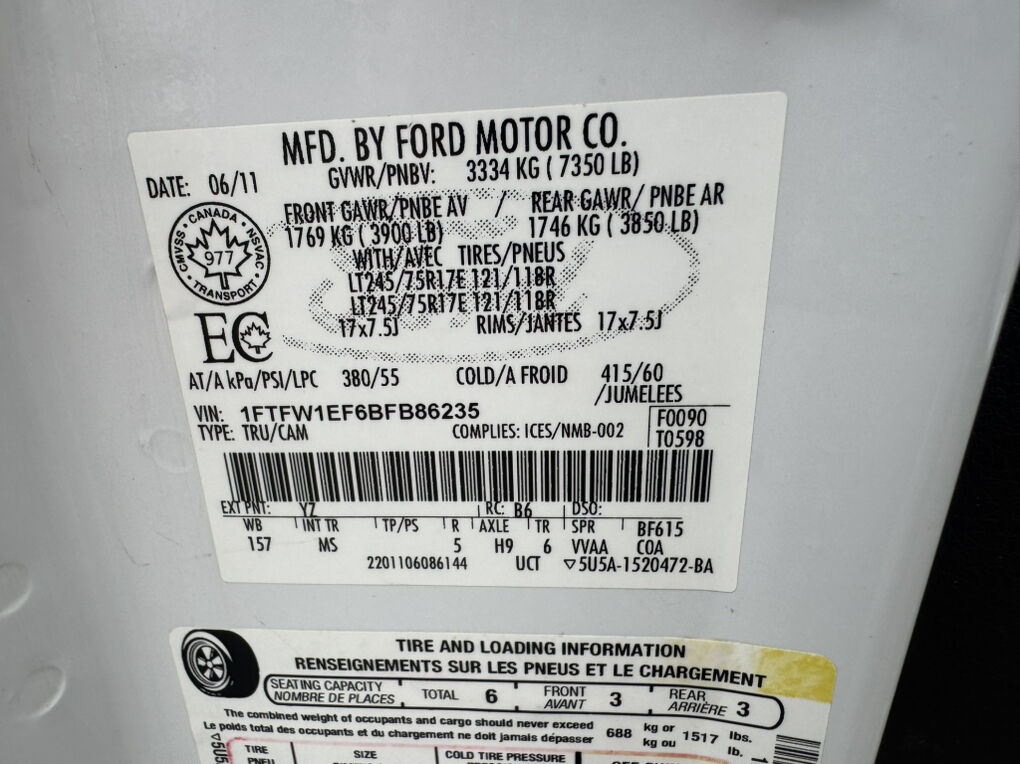 MFD. BY FORD MOTOR CO.
DATE: 06/11 GVWR/PNBV: 3334 KG ( 7350 LB)
FRONT GAWR/PNBE AV / REAR GAWR/ PNBE AR
1769 KG ( 3900 LB) 1746 KG ( 3850 LB)
WITH/AVEC TIRES/PNEUS
LT245/75R17E 121/118R
LT245/75R17E 121/118R
17x7.5J RIMS/JANTES 17x7.5J
CANADA
CMVSS · NSVAC
977
TRANSPORT
EC
AT/A kPa/PSI/LPC 380/55 COLD/A FROID 415/60
/JUMELEES
VIN: 1FTFW1EF6BFB86235 F0090
TYPE: TRU/CAM COMPLIES: ICES/NMB-002 T0598
EXT PNT: YZ RC: B6 DSO:
WB INT TR TP/PS R AXLE TR SPR BF615
157 MS 5 H9 6 VVAA COA
2201106086144 UCT ▽5U5A-1520472-BA
TIRE AND LOADING INFORMATION
RENSEIGNEMENTS SUR LES PNEUS ET LE CHARGEMENT
SEATING CAPACITY TOTAL 6 FRONT 3 REAR 3
NOMBRE DE PLACES AVANT ARRIÈRE
The combined weight of occupants and cargo should never exceed 688 kg or 1517 lbs.
Le poids total des occupants et du chargement ne doit jamais dépasser kg ou lb.
▽5U5
TIRE SIZE COLD TIRE PRESSURE